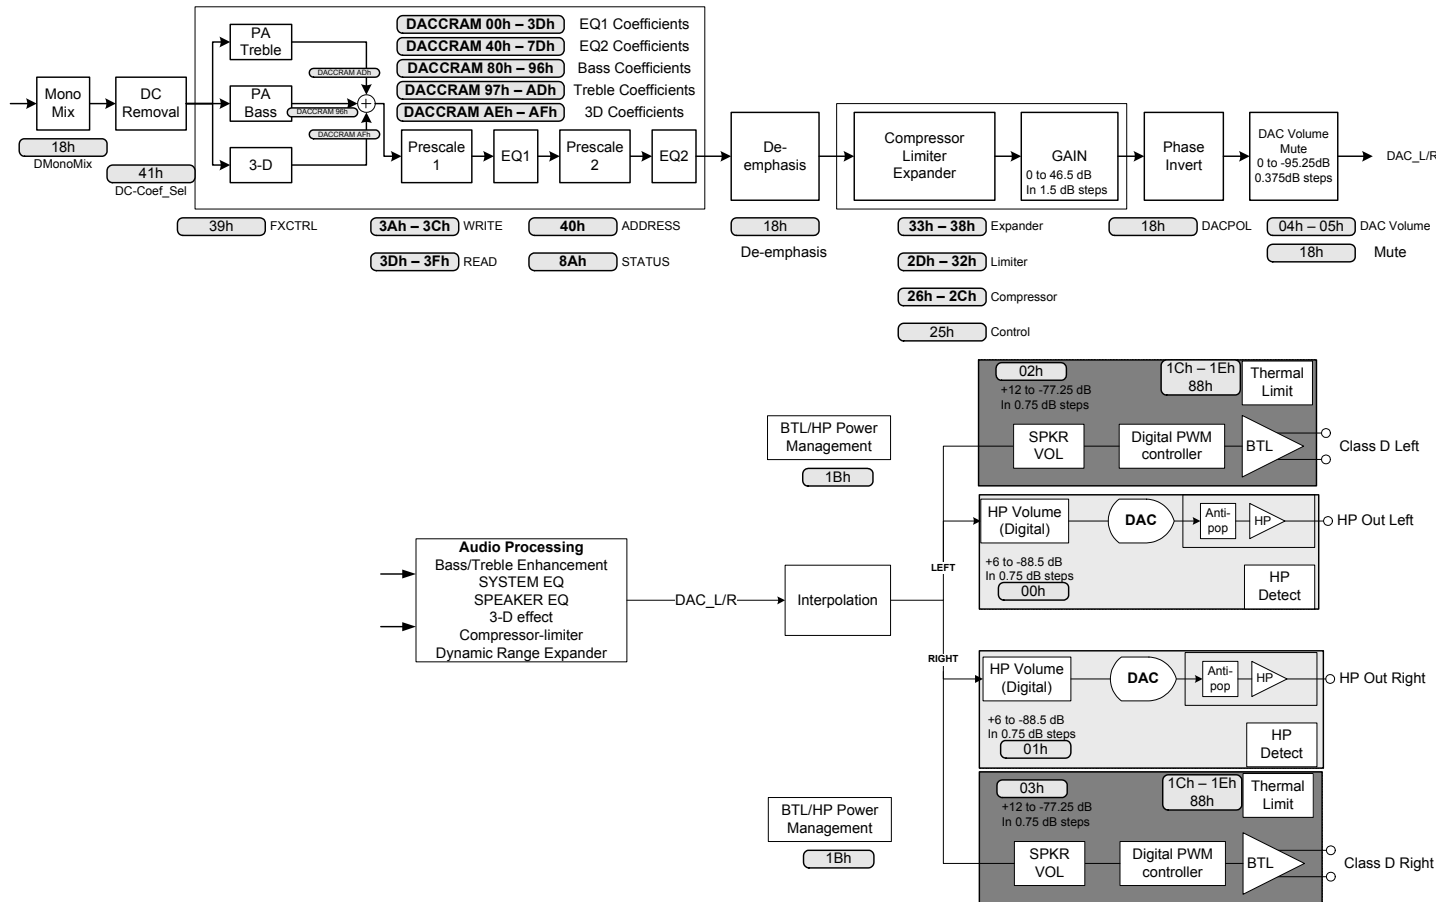 PA
Treble
DACCRAM 00h – 3Dh EQ1 Coefficients
DACCRAM 40h – 7Dh EQ2 Coefficients
DACCRAM 80h – 96h Bass Coefficients
DACCRAM 97h – ADh Treble Coefficients
DACCRAM AEh – AFh 3D Coefficients
DACCRAM ADh
Mono
Mix
DC
Removal
PA
Bass
DACCRAM 96h
DACCRAM AFh
3-D
Prescale
1
EQ1
Prescale
2
EQ2
De-
emphasis
Compressor
Limiter
Expander
GAIN
0 to 46.5 dB
In 1.5 dB steps
Phase
Invert
DAC Volume
Mute
0 to -95.25dB
0.375dB steps
DAC_L/R
18h
DMonoMix
41h
DC-Coef_Sel
39h FXCTRL
3Ah – 3Ch WRITE
3Dh – 3Fh READ
40h ADDRESS
8Ah STATUS
18h
De-emphasis
33h – 38h Expander
2Dh – 32h Limiter
26h – 2Ch Compressor
25h Control
18h DACPOL
04h – 05h DAC Volume
18h Mute
02h
+12 to -77.25 dB
In 0.75 dB steps
1Ch – 1Eh
88h
Thermal
Limit
BTL/HP Power
Management
1Bh
SPKR
VOL
Digital PWM
controller
BTL
Class D Left
HP Volume
(Digital)
DAC
Anti-
pop
HP
HP Out Left
+6 to -88.5 dB
In 0.75 dB steps
00h
HP
Detect
Audio Processing
Bass/Treble Enhancement
SYSTEM EQ
SPEAKER EQ
3-D effect
Compressor-limiter
Dynamic Range Expander
DAC_L/R
Interpolation
LEFT
RIGHT
HP Volume
(Digital)
DAC
Anti-
pop
HP
HP Out Right
+6 to -88.5 dB
In 0.75 dB steps
01h
HP
Detect
03h
+12 to -77.25 dB
In 0.75 dB steps
1Ch – 1Eh
88h
Thermal
Limit
BTL/HP Power
Management
1Bh
SPKR
VOL
Digital PWM
controller
BTL
Class D Right